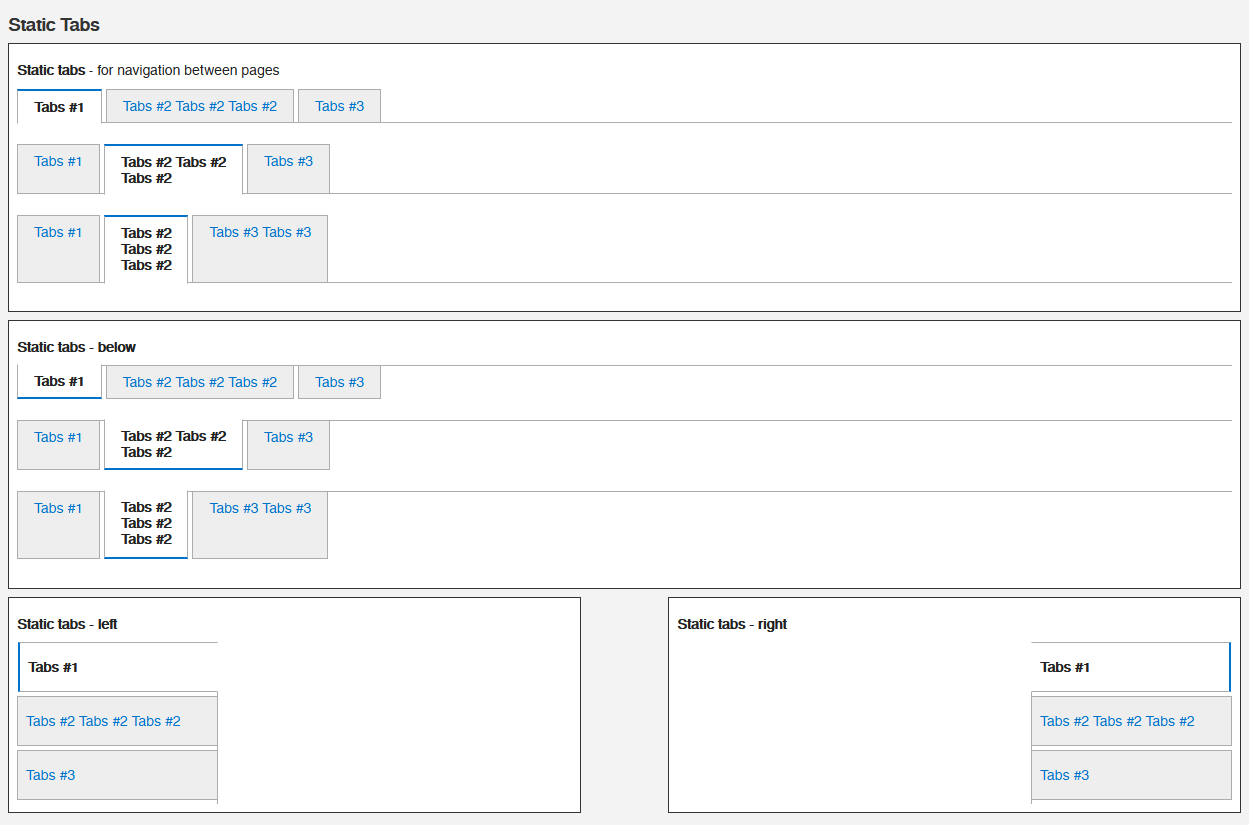 Static Tabs
Static tabs - for navigation between pages
Tabs #1 Tabs #2 Tabs #2 Tabs #2 Tabs #3
Tabs #1 Tabs #2 Tabs #2 Tabs #3
Tabs #2
Tabs #1 Tabs #2 Tabs #3 Tabs #3
Tabs #2
Tabs #2
Static tabs - below
Tabs #1 Tabs #2 Tabs #2 Tabs #2 Tabs #3
Tabs #1 Tabs #2 Tabs #2 Tabs #3
Tabs #2
Tabs #1 Tabs #2 Tabs #3 Tabs #3
Tabs #2
Tabs #2
Static tabs - left
Tabs #1
Tabs #2 Tabs #2 Tabs #2
Tabs #3
Static tabs - right
Tabs #1
Tabs #2 Tabs #2 Tabs #2
Tabs #3